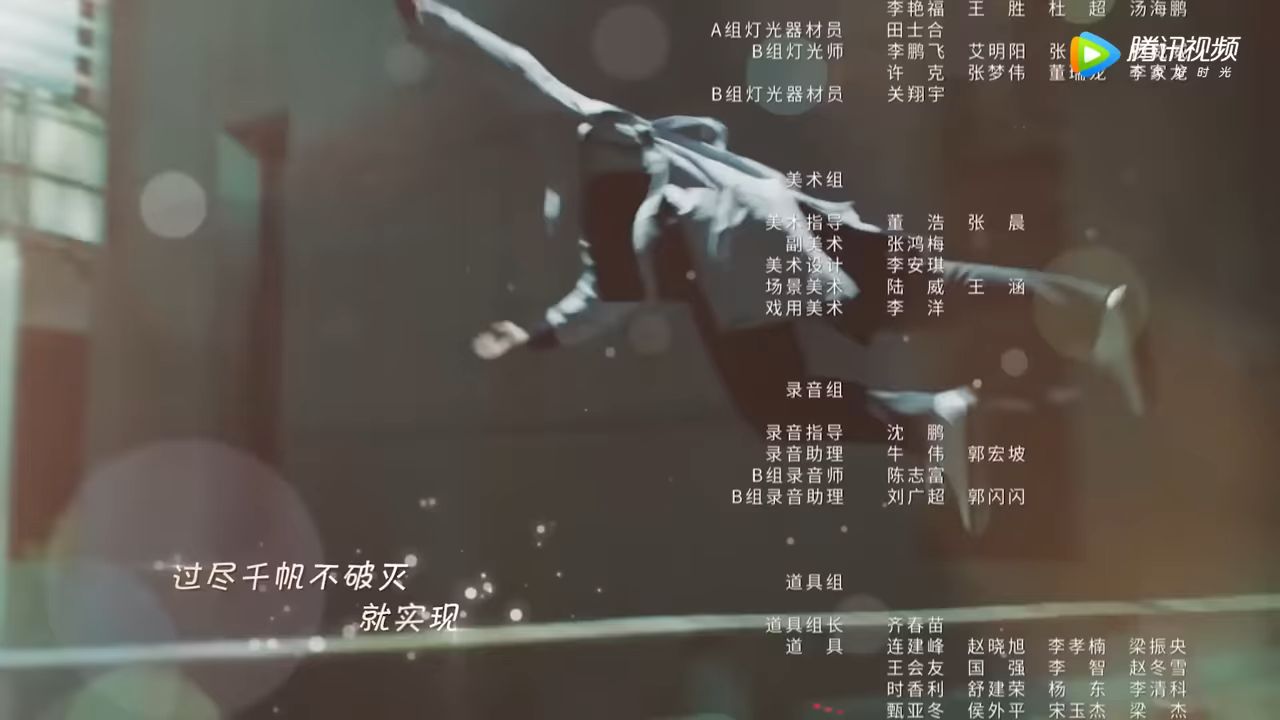 李艳福 王 胜 杜 超 汤海鹏
A组灯光器材员 田士合
B组灯光师 李鹏飞 艾明阳 张
许 克 张梦伟 董瑞龙 李家龙
B组灯光器材员 关翔宇
腾讯视频
美术组
美术指导 董 浩 张 晨
副美术 张鸿梅
美术设计 李安琪
场景美术 陆 威 王 涵
戏用美术 李 洋
录音组
录音指导 沈 鹏
录音助理 牛 伟 郭宏坡
B组录音师 陈志富
B组录音助理 刘广超 郭闪闪
过尽千帆不破灭
就实现
道具组
道具组长 齐春苗
道 具 连建峰 赵晓旭 李孝楠 梁振央
王会友 国 强 李 智 赵冬雪
时香利 舒建荣 杨 东 李清科
甄亚冬 侯外平 宋玉杰 梁 杰